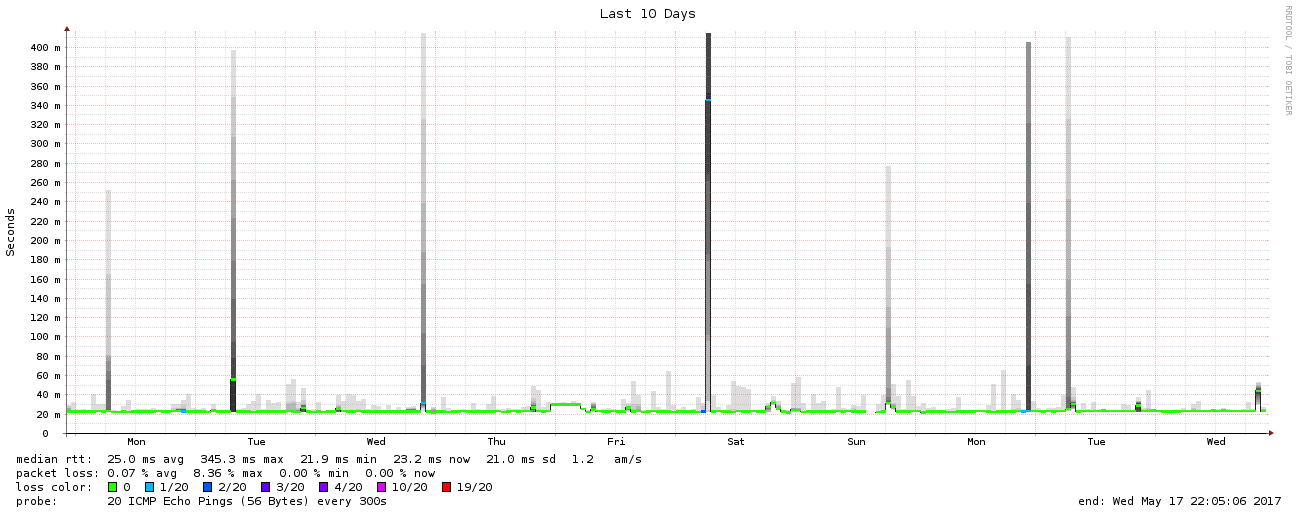 Last 10 Days
RRDTOOL / TOBI OETIKER
Seconds
400 m
380 m
360 m
340 m
320 m
300 m
280 m
260 m
240 m
220 m
200 m
180 m
160 m
140 m
120 m
100 m
80 m
60 m
40 m
20 m
0
Mon Tue Wed Thu Fri Sat Sun Mon Tue Wed
median rtt: 25.0 ms avg 345.3 ms max 21.9 ms min 23.2 ms now 21.0 ms sd 1.2 am/s
packet loss: 0.07 % avg 8.36 % max 0.00 % min 0.00 % now
loss color: 0 1/20 2/20 3/20 4/20 10/20 19/20
probe: 20 ICMP Echo Pings (56 Bytes) every 300s end: Wed May 17 22:05:06 2017